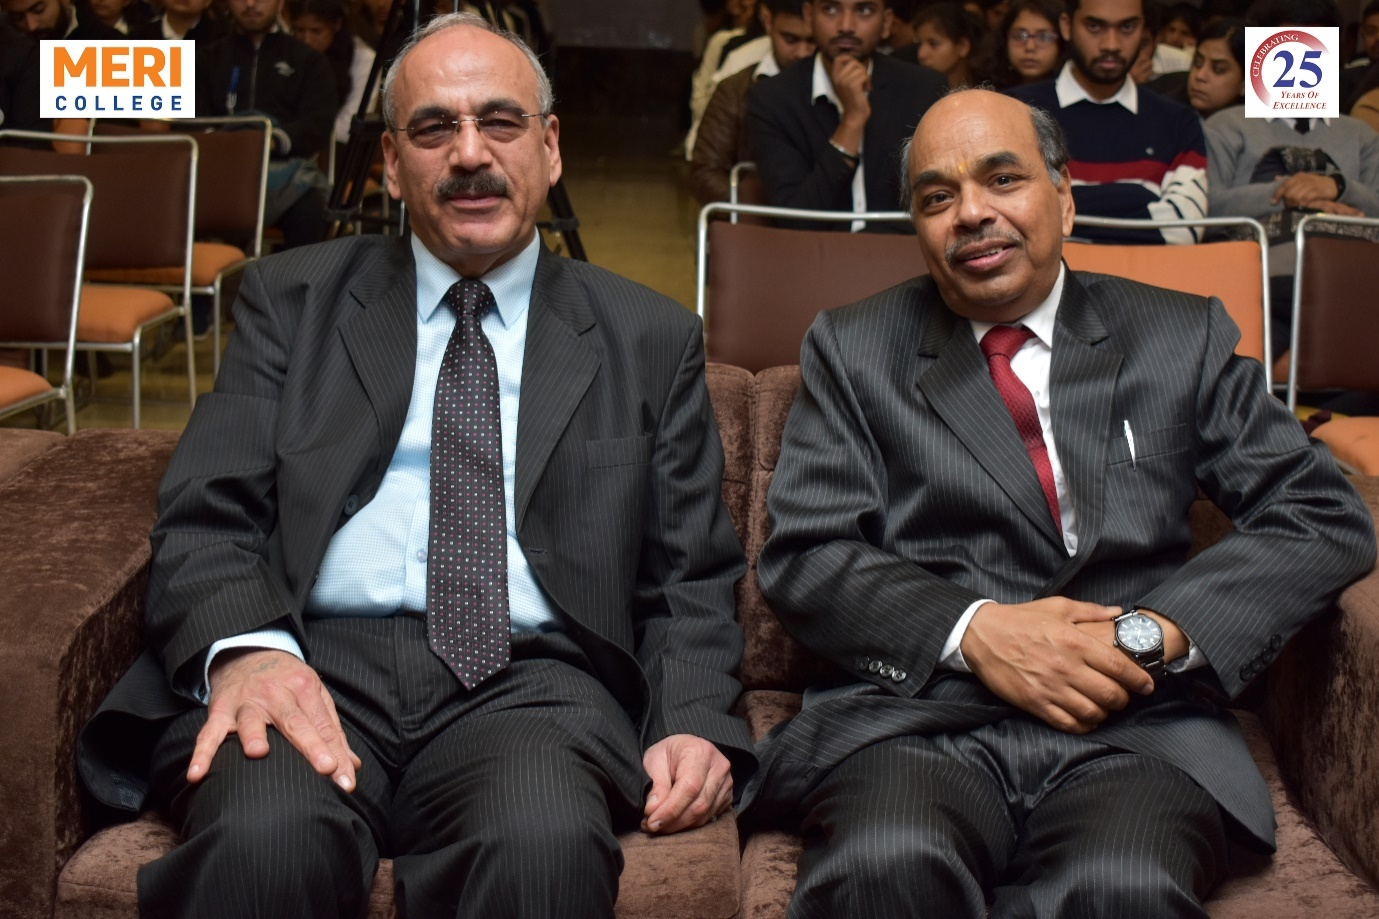 MERI
COLLEGE
CELEBRATING
25
YEARS OF
EXCELLENCE